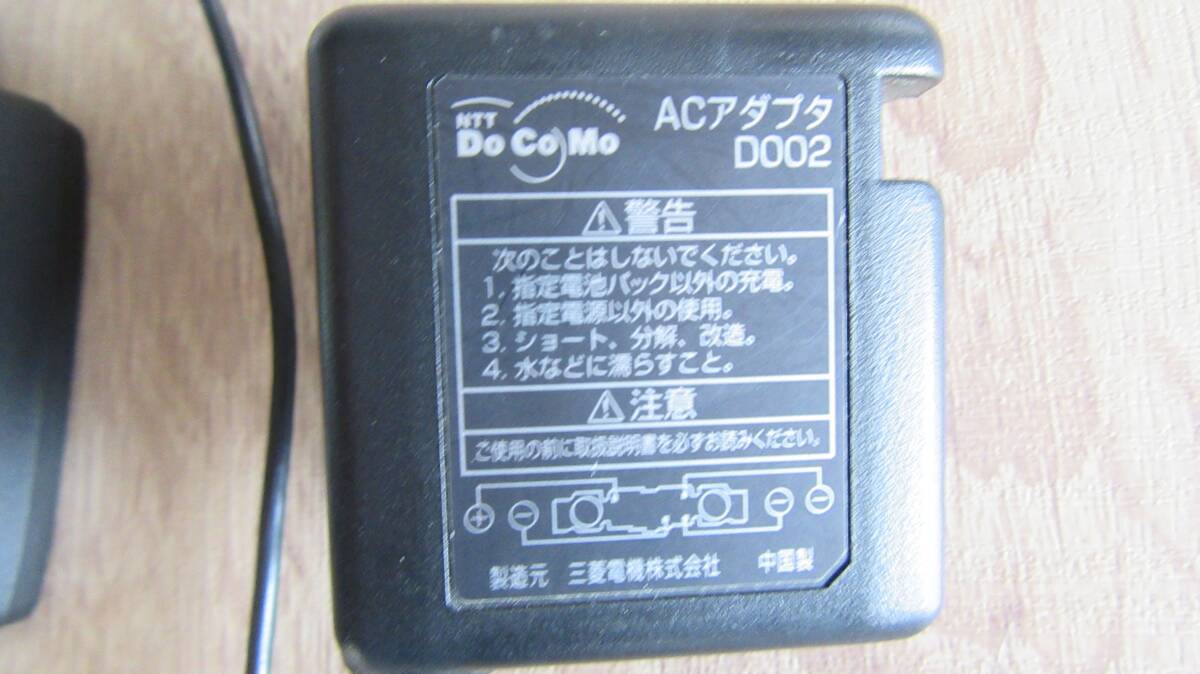 NTT
DoCoMo
ACアダプタ
D002
警告
次のことはしないでください。
1. 指定電池パック以外の充電。
2. 指定電源以外の使用。
3. ショート、分解、改造。
4. 水などに濡らすこと。
注意
ご使用の前に取扱説明書を必ずお読みください。
製造元 三菱電機株式会社 中国製